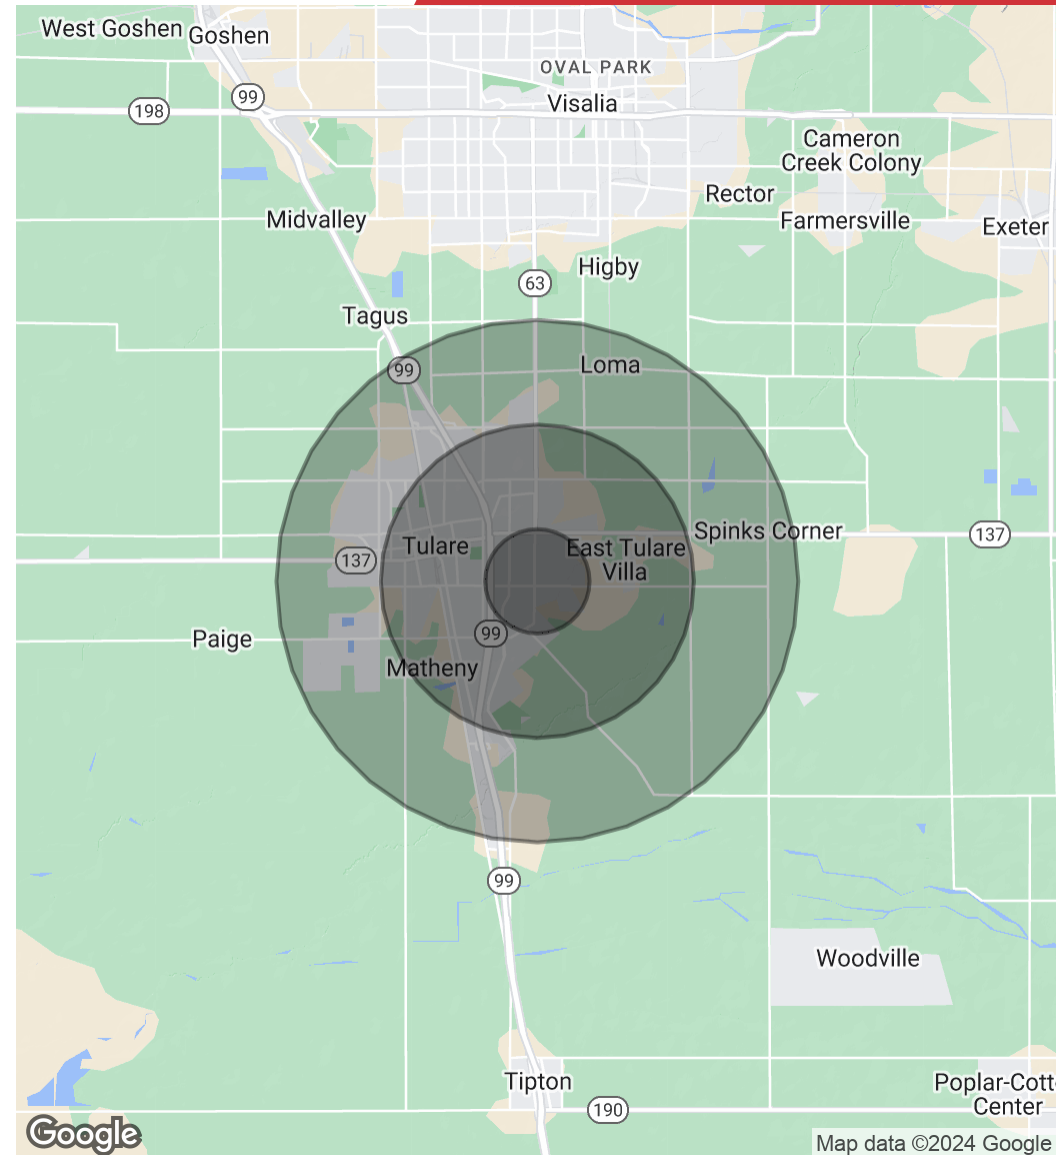 West Goshen
Goshen
OVAL PARK
99
198
Visalia
Cameron
Creek Colony
Rector
Midvalley
Farmersville
Exeter
Higby
63
Tagus
99
Loma
Spinks Corner
137
Tulare
East Tulare
Villa
137
99
Paige
Matheny
99
Woodville
Tipton
190
Poplar-Cott
Center
Google
Map data ©2024 Google